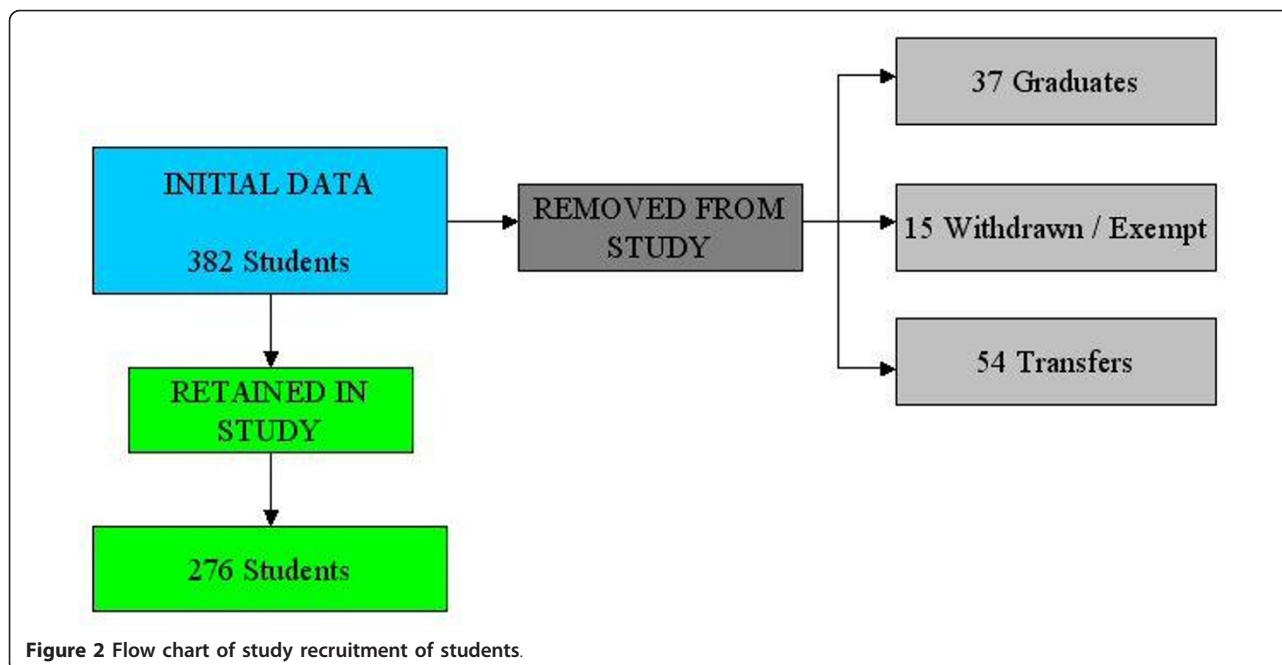 INITIAL DATA
382 Students
REMOVED FROM
STUDY
37 Graduates
15 Withdrawn / Exempt
54 Transfers
RETAINED IN
STUDY
276 Students
Figure 2 Flow chart of study recruitment of students.